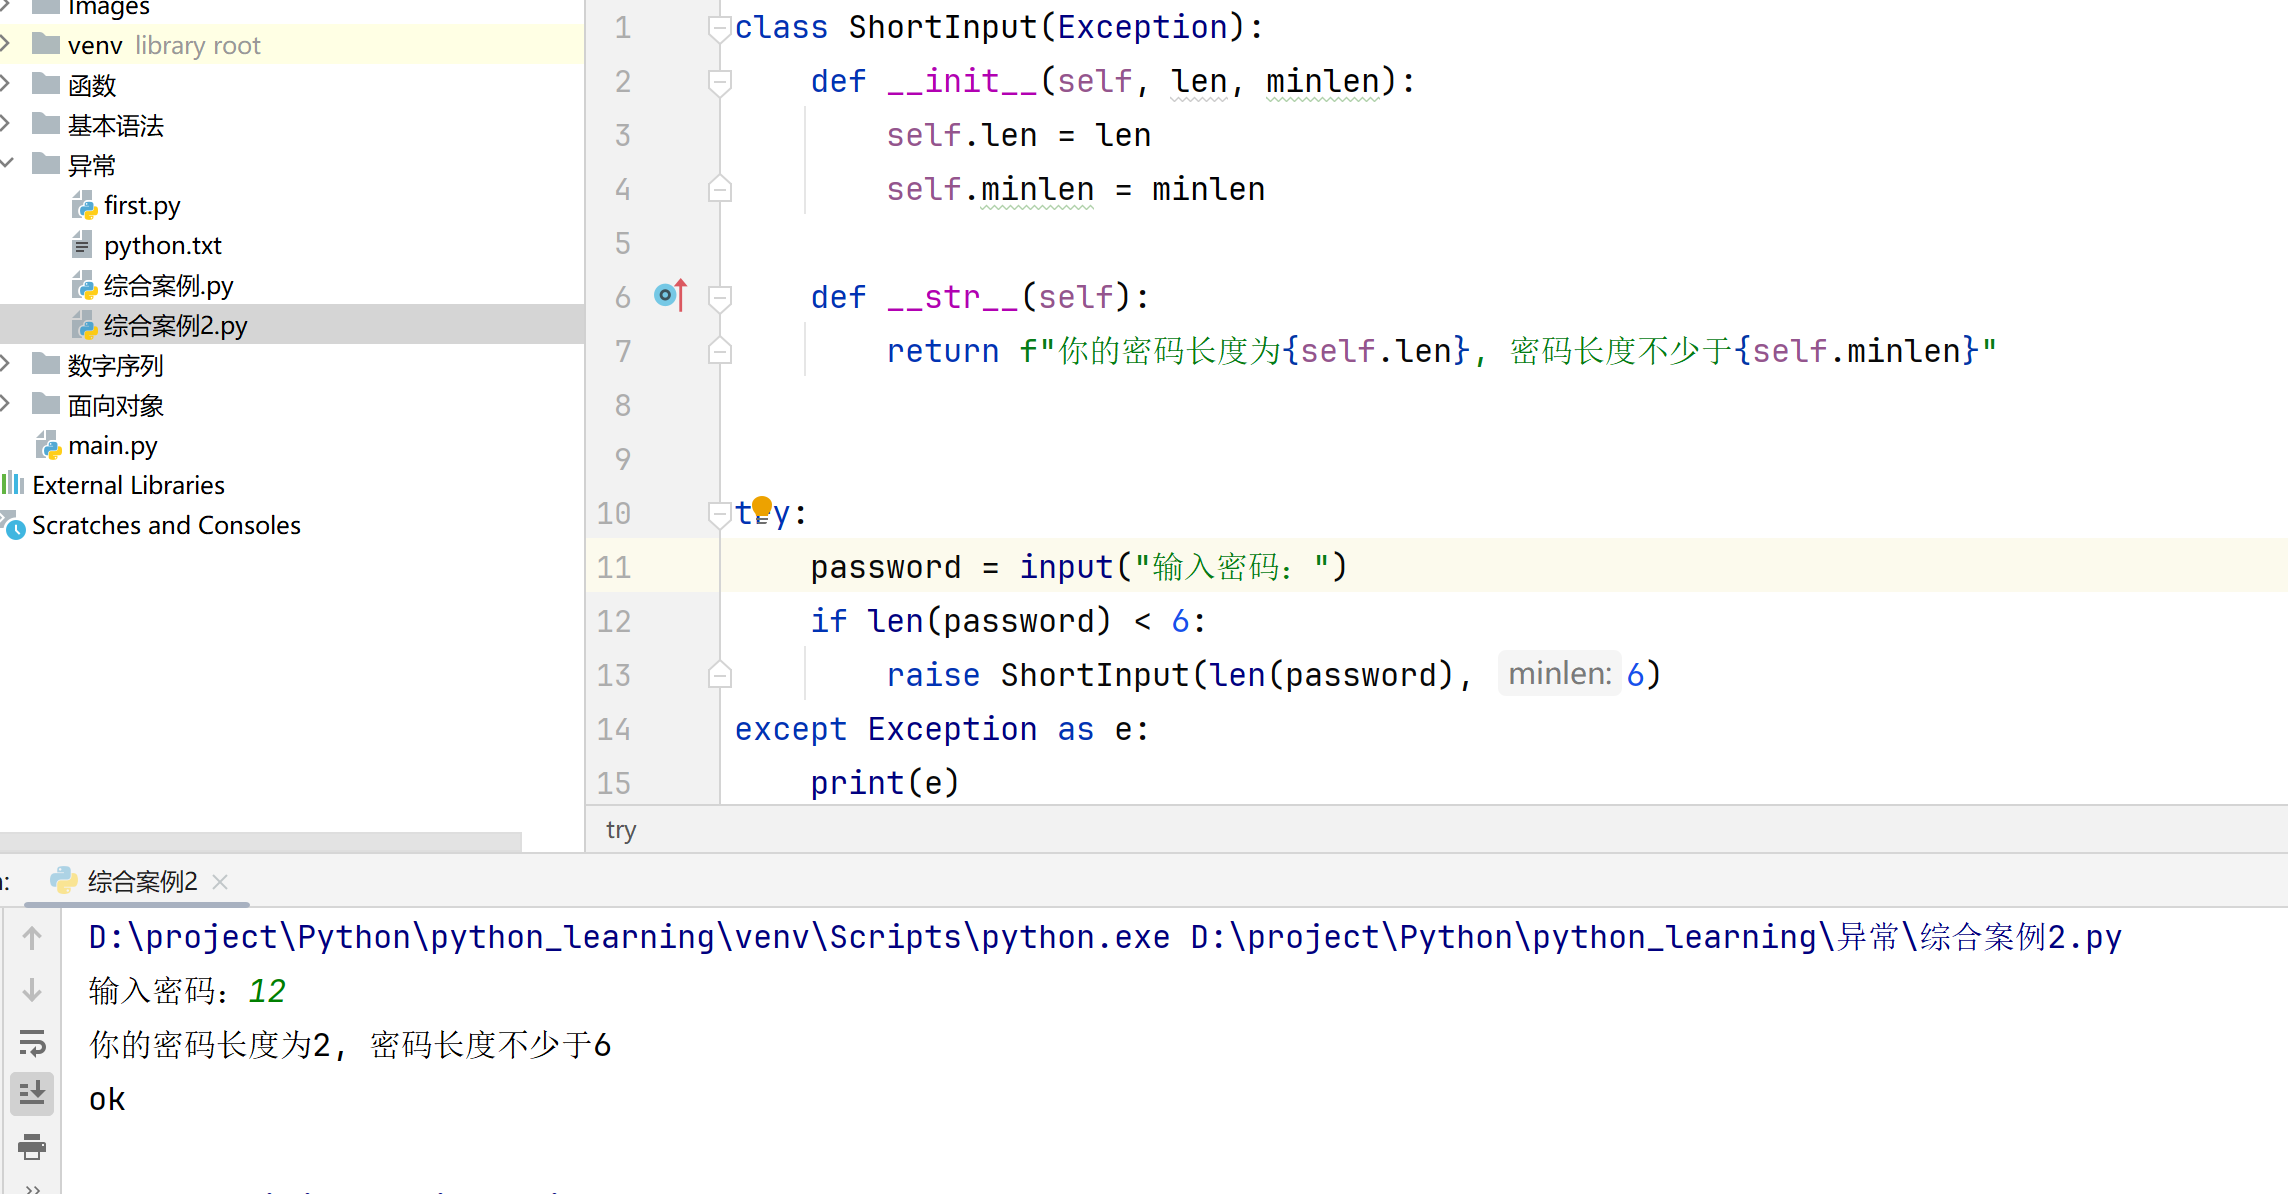 Images
venv library root
函数
基本语法
异常
first.py
python.txt
综合案例.py
综合案例2.py
数字序列
面向对象
main.py
External Libraries
Scratches and Consoles
1 class ShortInput(Exception):
2     def __init__(self, len, minlen):
3         self.len = len
4         self.minlen = minlen
5
6     def __str__(self):
7         return f"你的密码长度为{self.len}, 密码长度不少于{self.minlen}"
8
9
10 try:
11     password = input("输入密码：")
12     if len(password) < 6:
13         raise ShortInput(len(password), minlen: 6)
14 except Exception as e:
15     print(e)
try
综合案例2
D:\project\Python\python_learning\venv\Scripts\python.exe D:\project\Python\python_learning\异常\综合案例2.py
输入密码：12
你的密码长度为2, 密码长度不少于6
ok